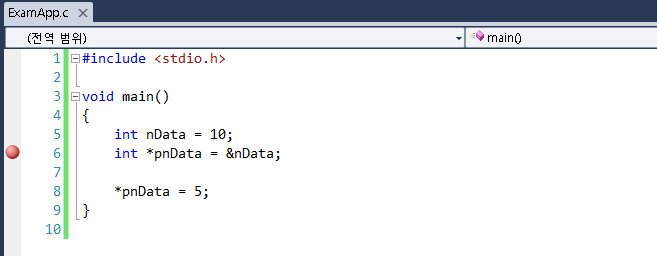 ExamApp.c
(전역 범위) main()
1 #include <stdio.h>
2
3 void main()
4 {
5 int nData = 10;
6 int *pnData = &nData;
7
8 *pnData = 5;
9 }
10